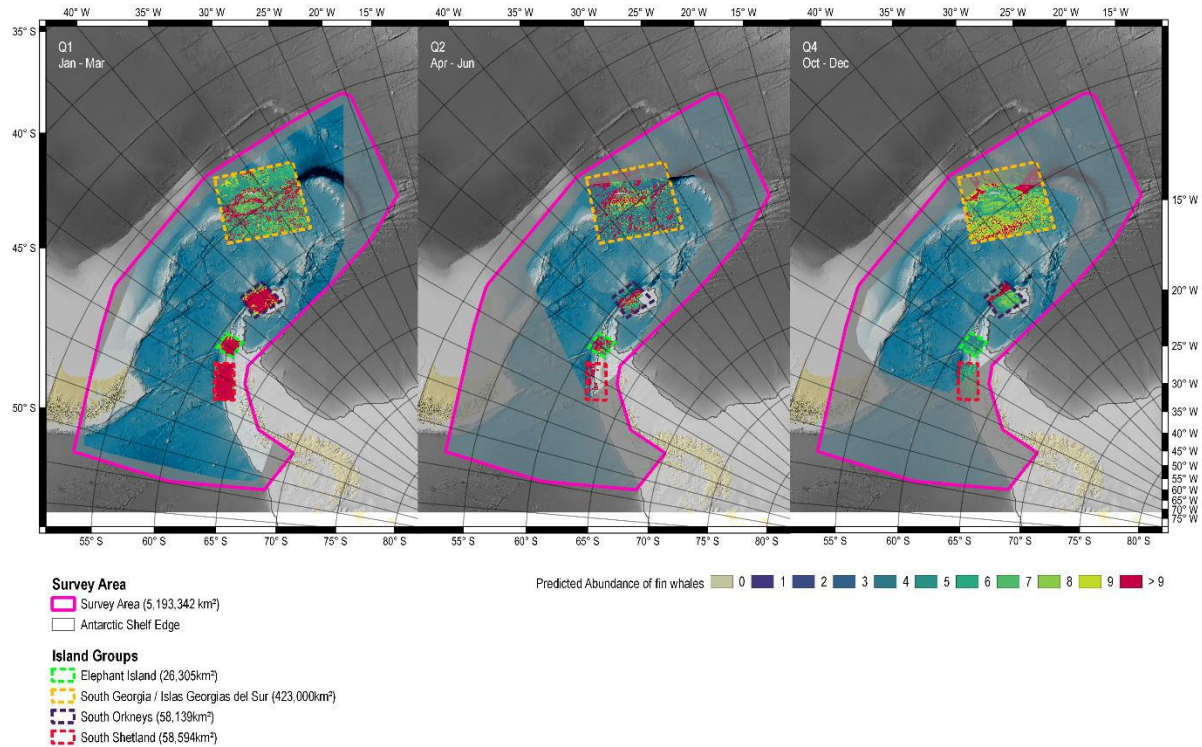 40° W 35° W 30° W 25° W 20° W 15° W 40° W 35° W 30° W 25° W 20° W 15° W 40° W 35° W 30° W 25° W 20° W 15° W
35° S
Q1
Jan - Mar
Q2
Apr - Jun
Q4
Oct - Dec
40° S
15° W
45° S
20° W
25° W
30° W
35° W
50° S
40° W
45° W
50° W
55° W
60° W
65° W
70° W
75° W
55° S 60° S 65° S 70° S 75° S 80° S 55° S 60° S 65° S 70° S 75° S 80° S 55° S 60° S 65° S 70° S 75° S 80° S
Survey Area
Survey Area (5,193,342 km²)
Antarctic Shelf Edge
Predicted Abundance of fin whales 0 1 2 3 4 5 6 7 8 9 > 9
Island Groups
Elephant Island (26,305km²)
South Georgia / Islas Georgias del Sur (423,000km²)
South Orkneys (58,139km²)
South Shetland (58,594km²)